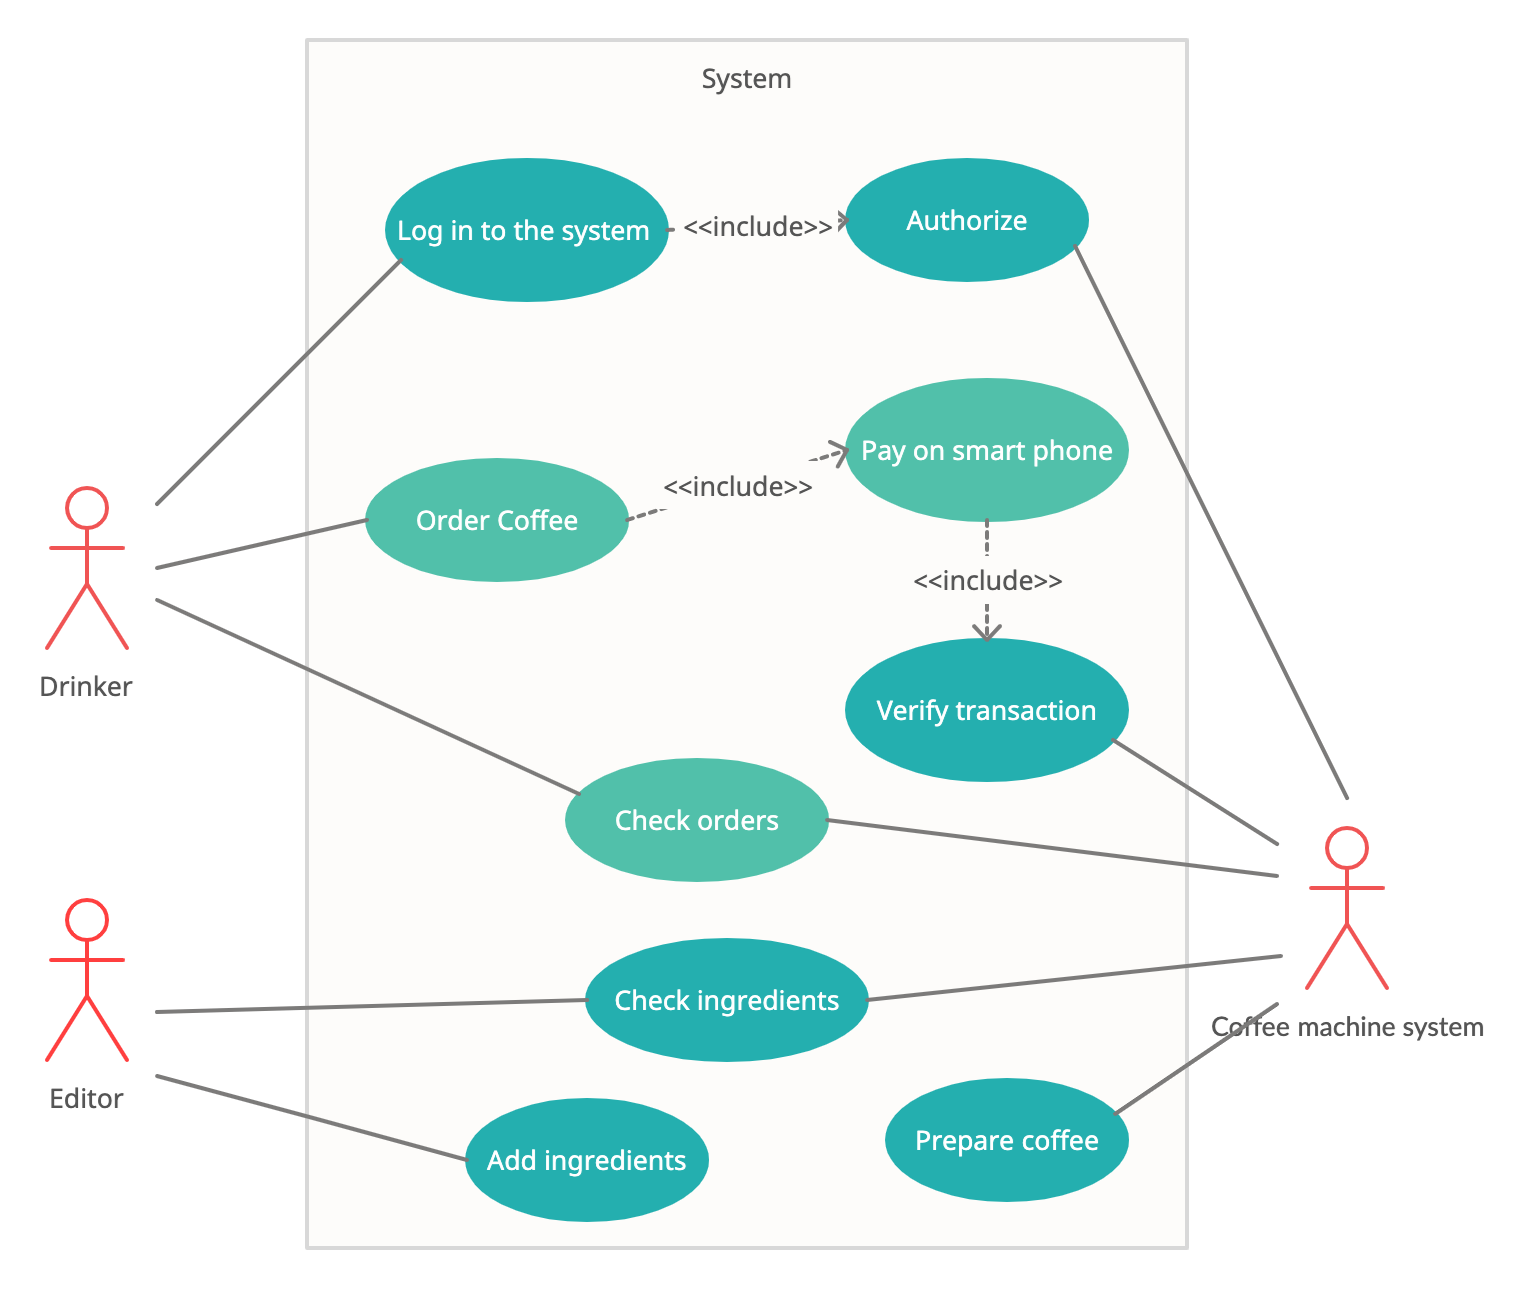 System
Log in to the system
<<include>>
Authorize
Pay on smart phone
<<include>>
Order Coffee
<<include>>
Drinker
Verify transaction
Check orders
Check ingredients
Coffee machine system
Editor
Prepare coffee
Add ingredients